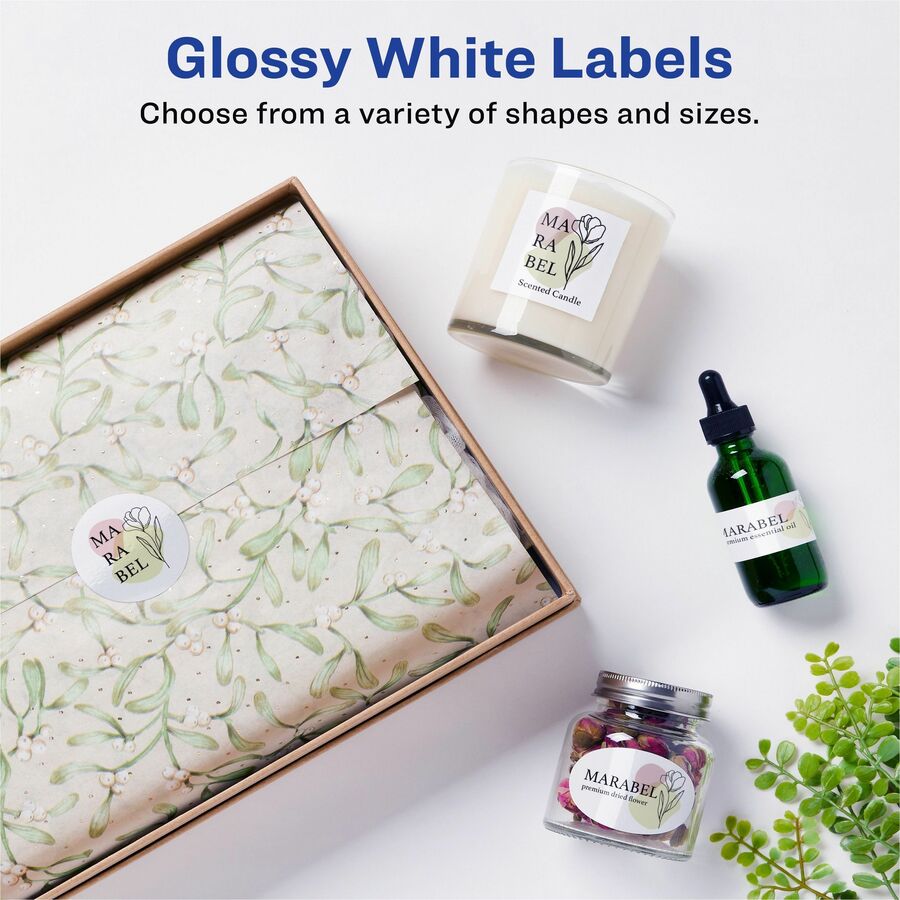 Glossy White Labels
Choose from a variety of shapes and sizes.
MA
RA
BEL
Scented Candle
MARABEL
essential oil
MA
RA
BEL
MARABEL
premium dried flower